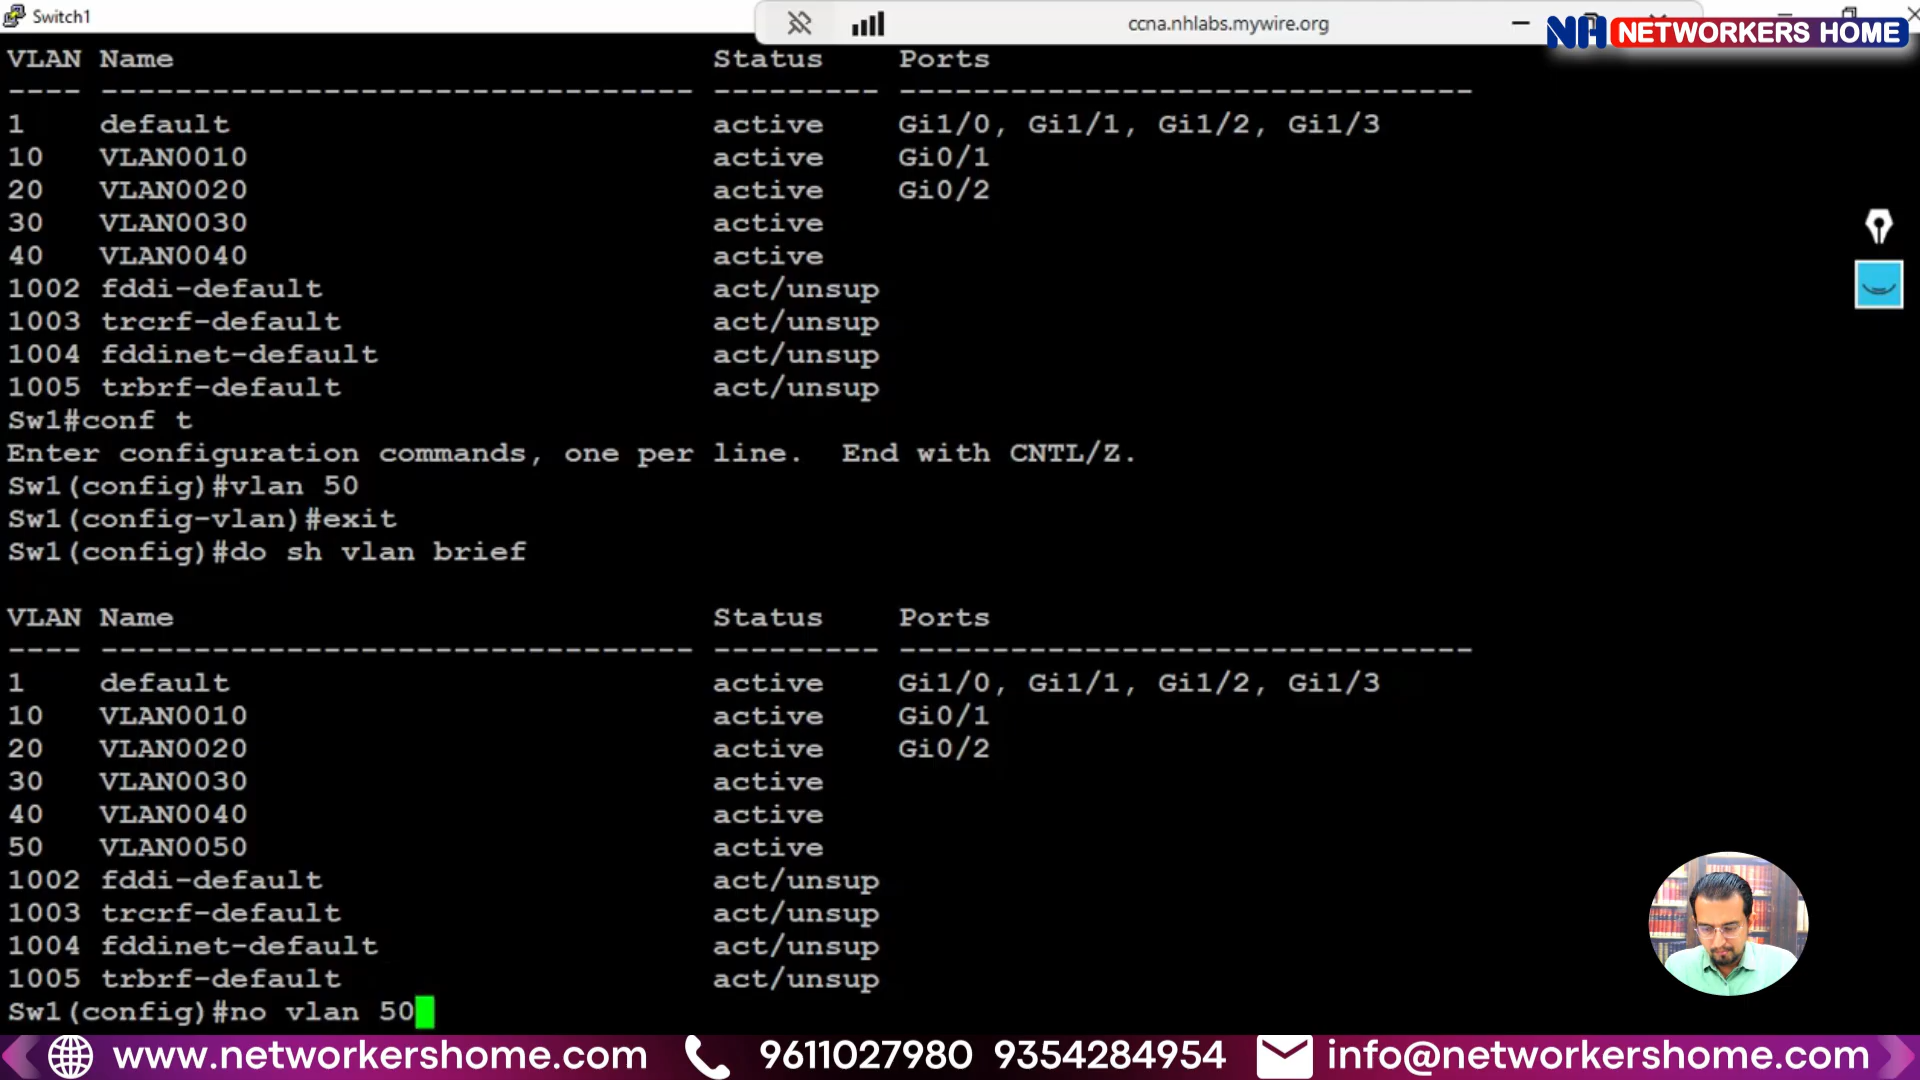 Switch1
ccna.nhlabs.mywire.org
NH NETWORKERS HOME
VLAN Name Status Ports
---- -------------------------------- --------- -------------------------------
1 default active Gi1/0, Gi1/1, Gi1/2, Gi1/3
10 VLAN0010 active Gi0/1
20 VLAN0020 active Gi0/2
30 VLAN0030 active
40 VLAN0040 active
1002 fddi-default act/unsup
1003 trcrf-default act/unsup
1004 fddinet-default act/unsup
1005 trbrf-default act/unsup
Sw1#conf t
Enter configuration commands, one per line. End with CNTL/Z.
Sw1(config)#vlan 50
Sw1(config-vlan)#exit
Sw1(config)#do sh vlan brief
VLAN Name Status Ports
---- -------------------------------- --------- -------------------------------
1 default active Gi1/0, Gi1/1, Gi1/2, Gi1/3
10 VLAN0010 active Gi0/1
20 VLAN0020 active Gi0/2
30 VLAN0030 active
40 VLAN0040 active
50 VLAN0050 active
1002 fddi-default act/unsup
1003 trcrf-default act/unsup
1004 fddinet-default act/unsup
1005 trbrf-default act/unsup
Sw1(config)#no vlan 50
www.networkershome.com 9611027980 9354284954 info@networkershome.com